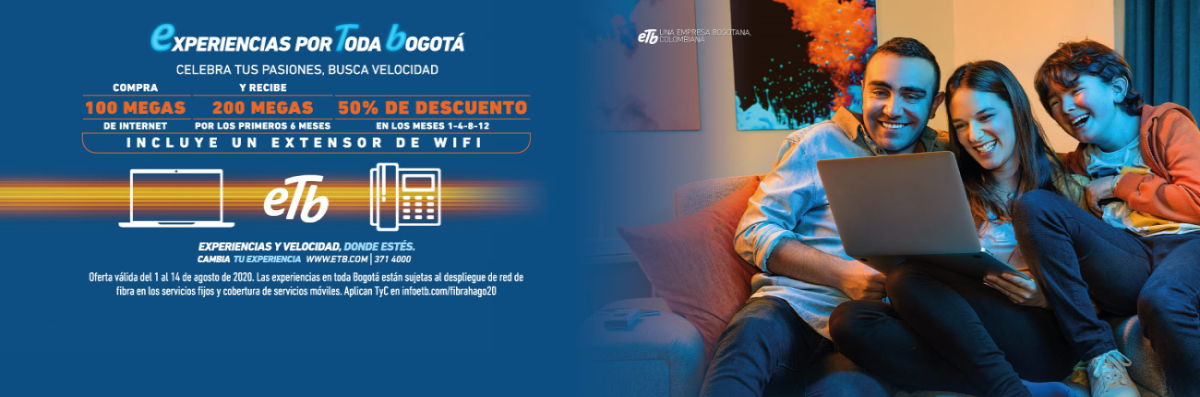 eXPERIENCIAS POR TODA bOGOTÁ
CELEBRA TUS PASIONES, BUSCA VELOCIDAD
COMPRA
100 MEGAS
DE INTERNET
Y RECIBE
200 MEGAS
POR LOS PRIMEROS 6 MESES
50% DE DESCUENTO
EN LOS MESES 1-4-8-12
INCLUYE UN EXTENSOR DE WIFI
eTb
EXPERIENCIAS Y VELOCIDAD, DONDE ESTÉS.
CAMBIA TU EXPERIENCIA WWW.ETB.COM | 371 4000
Oferta válida del 1 al 14 de agosto de 2020. Las experiencias en toda Bogotá están sujetas al despliegue de red de
fibra en los servicios fijos y cobertura de servicios móviles. Aplican TyC en infoetb.com/fibrahago20
eTb UNA EMPRESA BOGOTANA,
COLOMBIANA